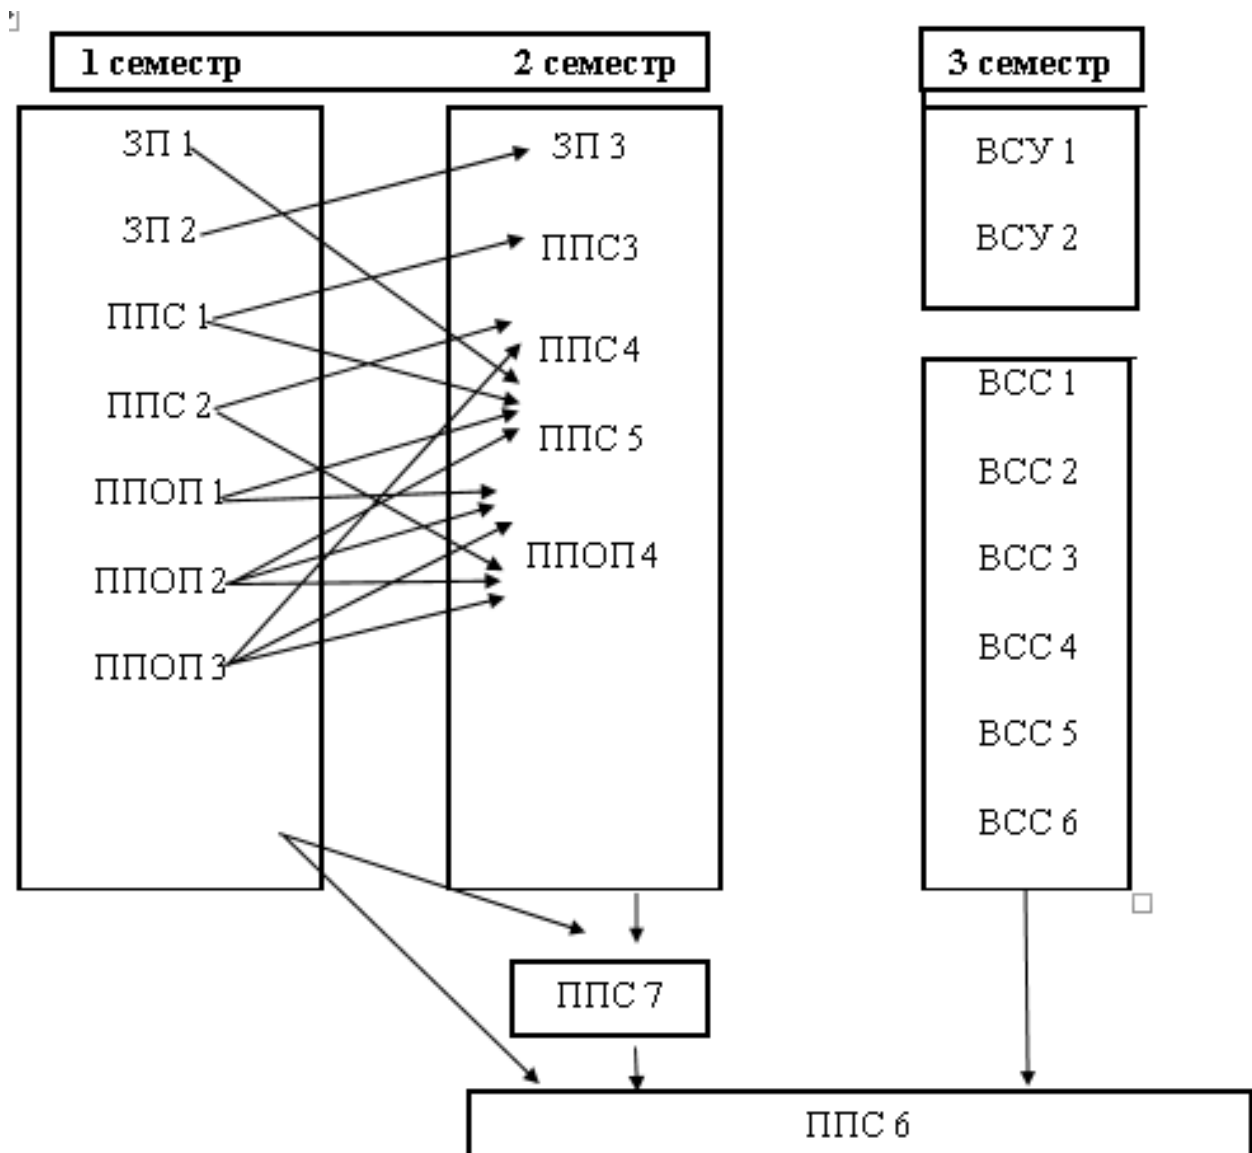 1 семестр
2 семестр
3 семестр
ЗП 1
ЗП 2
ППС 1
ППС 2
ППОП 1
ППОП 2
ППОП 3
ЗП 3
ППС3
ППС 4
ППС 5
ППОП 4
ВСУ 1
ВСУ 2
ВСС 1
ВСС 2
ВСС 3
ВСС 4
ВСС 5
ВСС 6
ППС 7
ППС 6